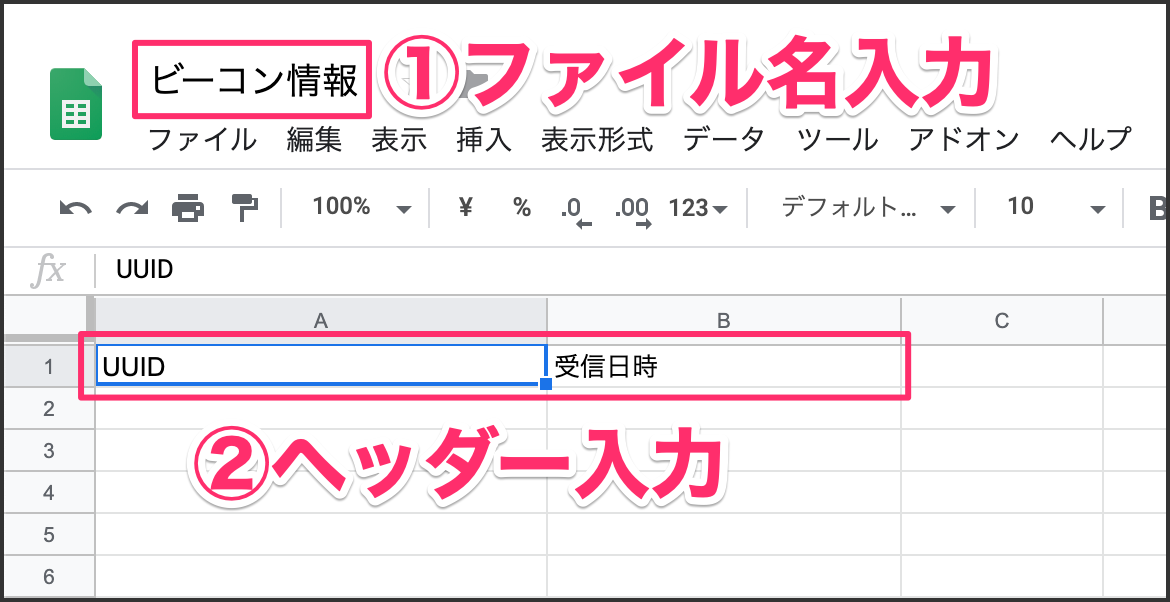 ビーコン情報 ①ファイル名入力
ファイル 編集 表示 挿入 表示形式 データ ツール アドオン ヘルプ
100% ¥ % .0 .00 123 デフォルト... 10 B
fx UUID
A B C
1 UUID 受信日時
2
3
②ヘッダー入力
4
5
6